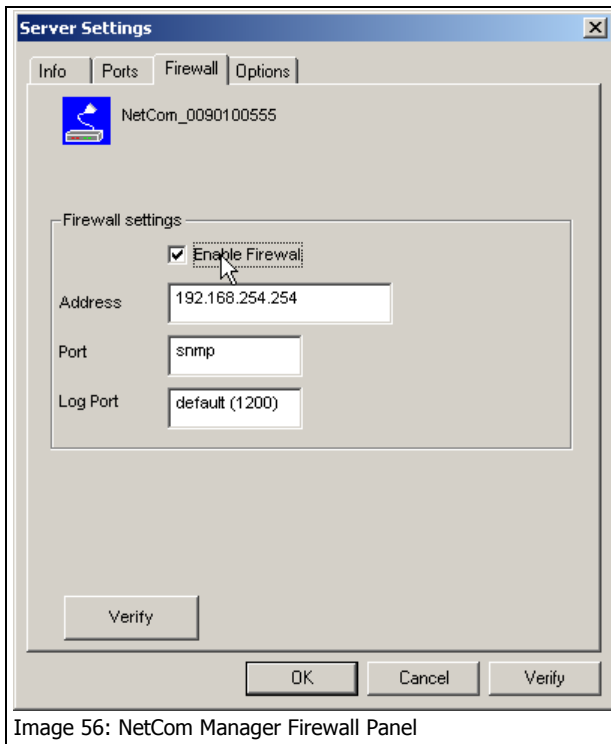 Server Settings
Info Ports Firewall Options
NetCom_0090100555
Firewall settings
Enable Firewal
Address 192.168.254.254
Port snmp
Log Port default (1200)
Verify
OK Cancel Verify
Image 56: NetCom Manager Firewall Panel